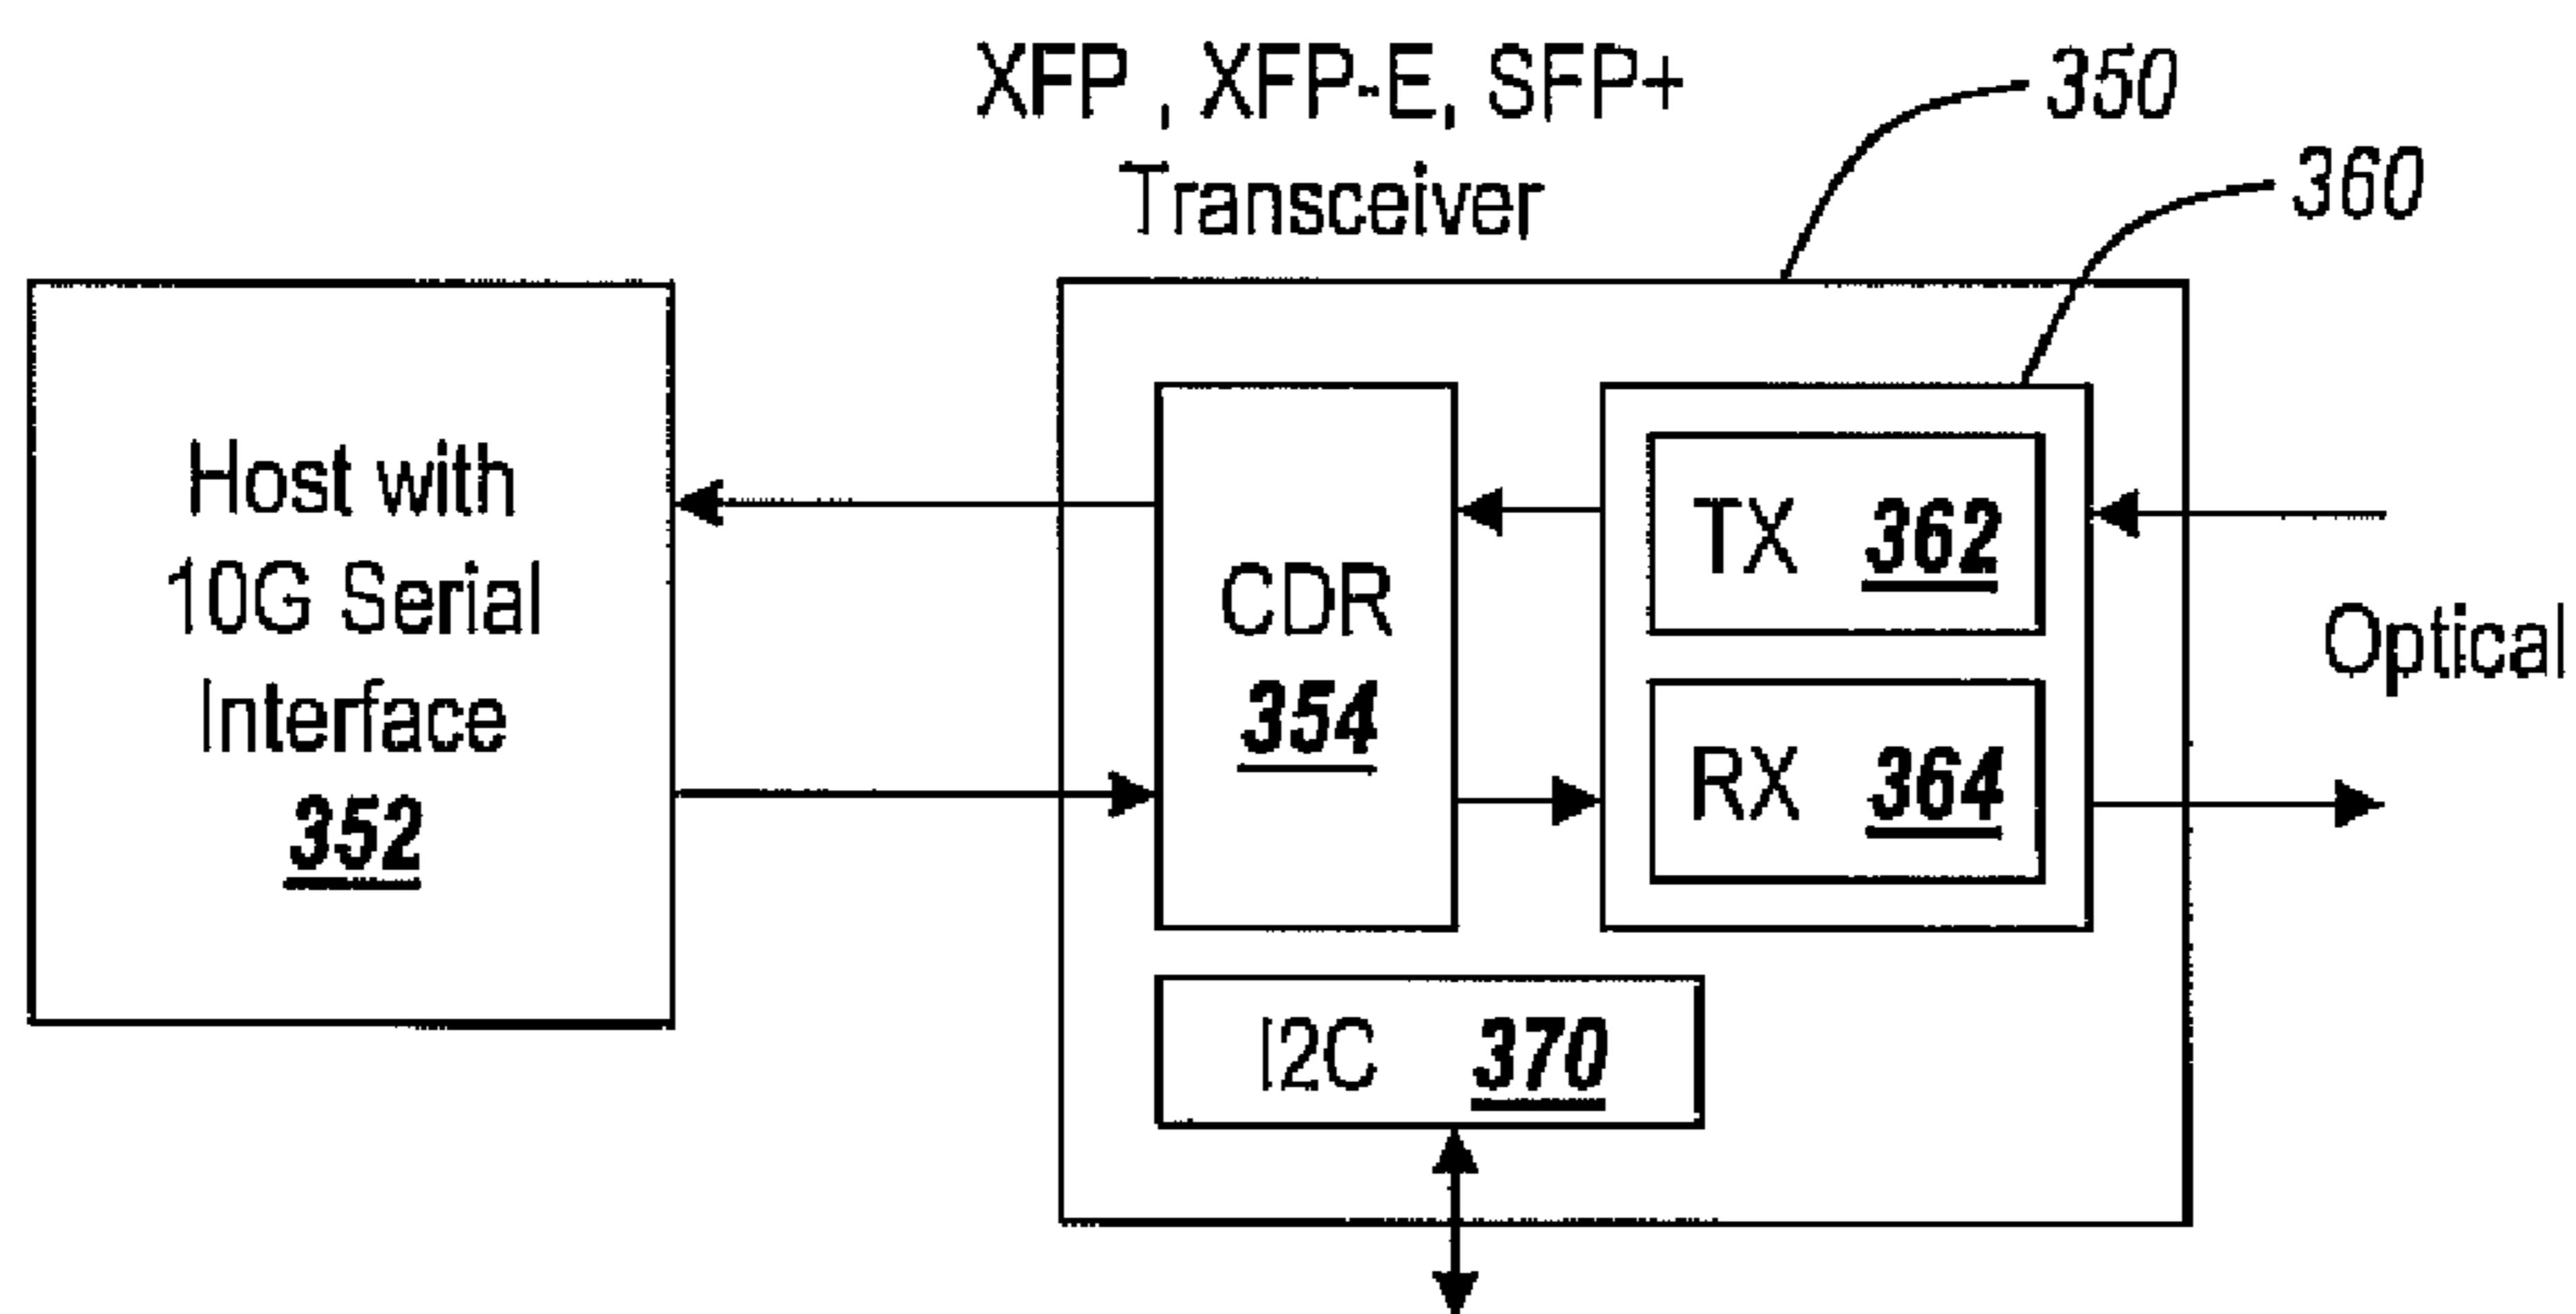 XFP , XFP-E, SFP+
Transceiver
350
360
Host with
10G Serial
Interface
352
CDR
354
TX 362
RX 364
Optical
I2C 370